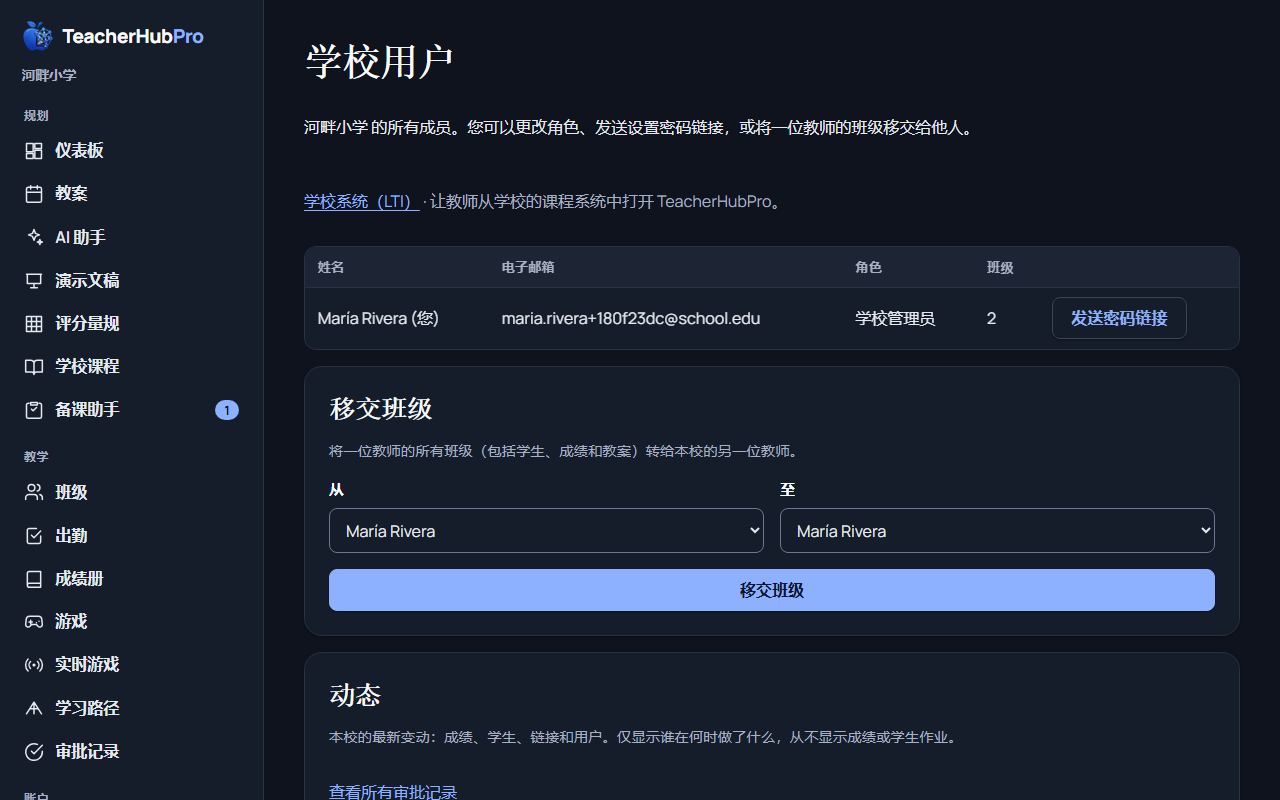 TeacherHubPro
河畔小学
规划
仪表板
教案
AI 助手
演示文稿
评分量规
学校课程
备课助手 1
教学
班级
出勤
成绩册
游戏
实时游戏
学习路径
审批记录
账户
学校用户
河畔小学 的所有成员。您可以更改角色、发送设置密码链接，或将一位教师的班级移交给他人。
学校系统（LTI） · 让教师从学校的课程系统中打开 TeacherHubPro。
姓名 电子邮箱 角色 班级
María Rivera (您) maria.rivera+180f23dc@school.edu 学校管理员 2 发送密码链接
移交班级
将一位教师的所有班级（包括学生、成绩和教案）转给本校的另一位教师。
从 至
María Rivera María Rivera
移交班级
动态
本校的最新变动：成绩、学生、链接和用户。仅显示谁在何时做了什么，从不显示成绩或学生作业。
查看所有审批记录